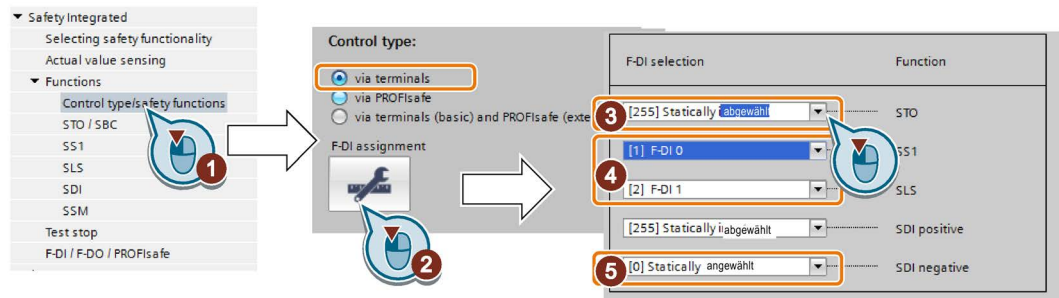 Safety Integrated
Selecting safety functionality
Actual value sensing
Functions
Control type/safety functions
STO / SBC
SS1
SLS
SDI
SSM
Test stop
F-DI / F-DO / PROFIsafe
1
Control type:
via terminals
via PROFIsafe
via terminals (basic) and PROFIsafe (exte
F-DI assignment
2
F-DI selection Function
3 [255] Statically i abgewählt STO
[1] F-DI 0 SS1
4
[2] F-DI 1 SLS
[255] Statically i abgewählt SDI positive
5 [0] Statically angewählt SDI negative